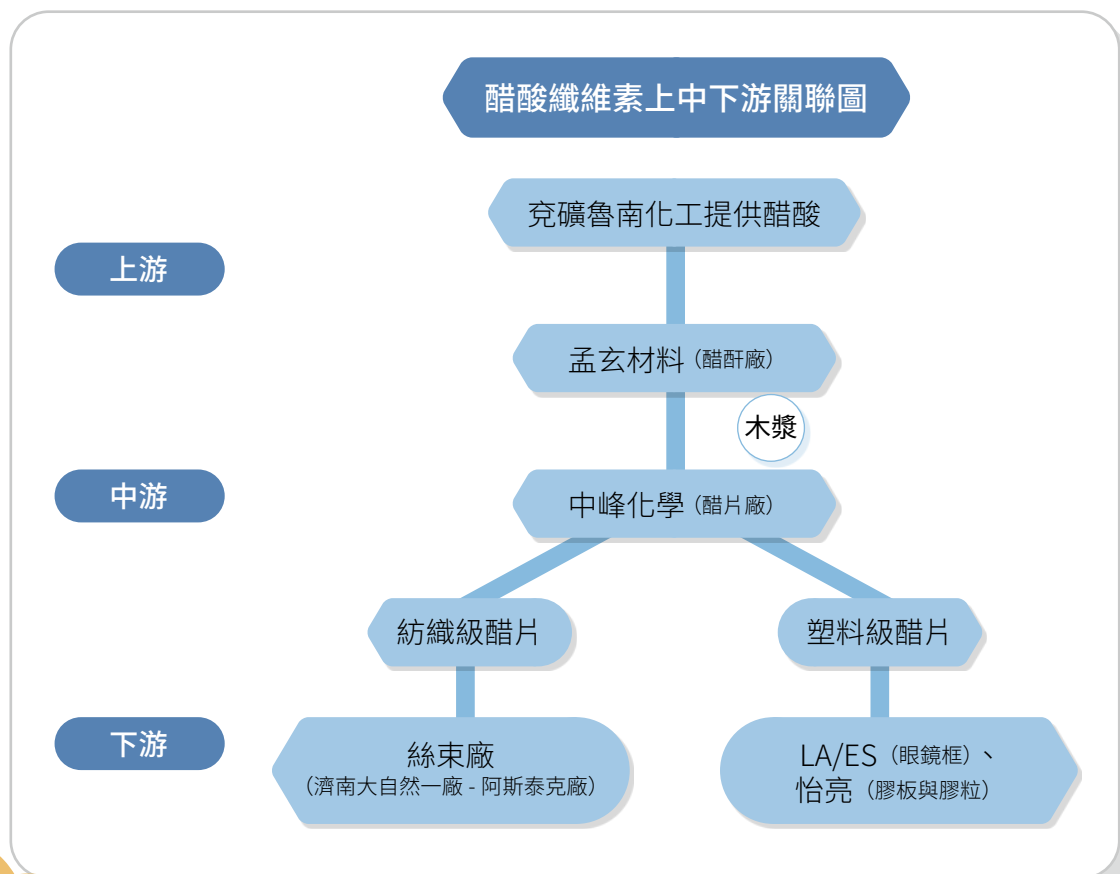 醋酸纖維素上中下游關聯圖
兗礦魯南化工提供醋酸
上游
孟玄材料（醋酐廠）
木漿
中游
中峰化學（醋片廠）
紡織級醋片
塑料級醋片
下游
絲束廠
（濟南大自然一廠 - 阿斯泰克廠）
LA/ES（眼鏡框）、
怡亮（膠板與膠粒）